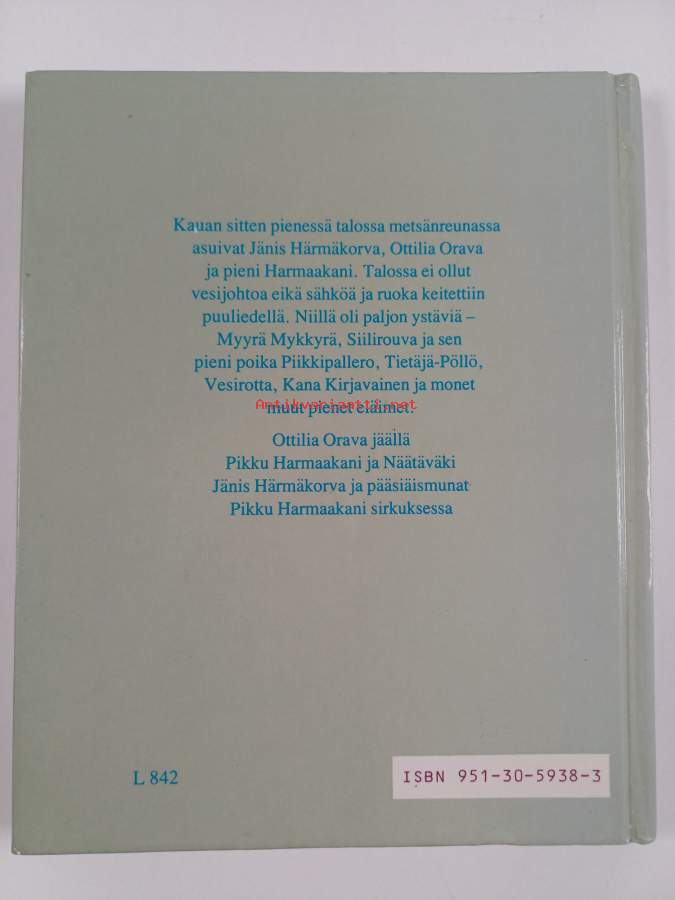 Kauan sitten pienessä talossa metsänreunassa
asuivat Jänis Härmäkorva, Ottilia Orava
ja pieni Harmaakani. Talossa ei ollut
vesijohtoa eikä sähköä ja ruoka keitettiin
puuliedellä. Niillä oli paljon ystäviä –
Myyrä Mykkyrä, Siilirouva ja sen
pieni poika Piikkipallero, Tietäjä-Pöllö,
Vesirotta, Kana Kirjavainen ja monet
muut pienet eläimet.
Antikvariaatti.net
Ottilia Orava jäällä
Pikku Harmaakani ja Näätäväki
Jänis Härmäkorva ja pääsiäismunat
Pikku Harmaakani sirkuksessa
L 842
ISBN 951-30-5938-3